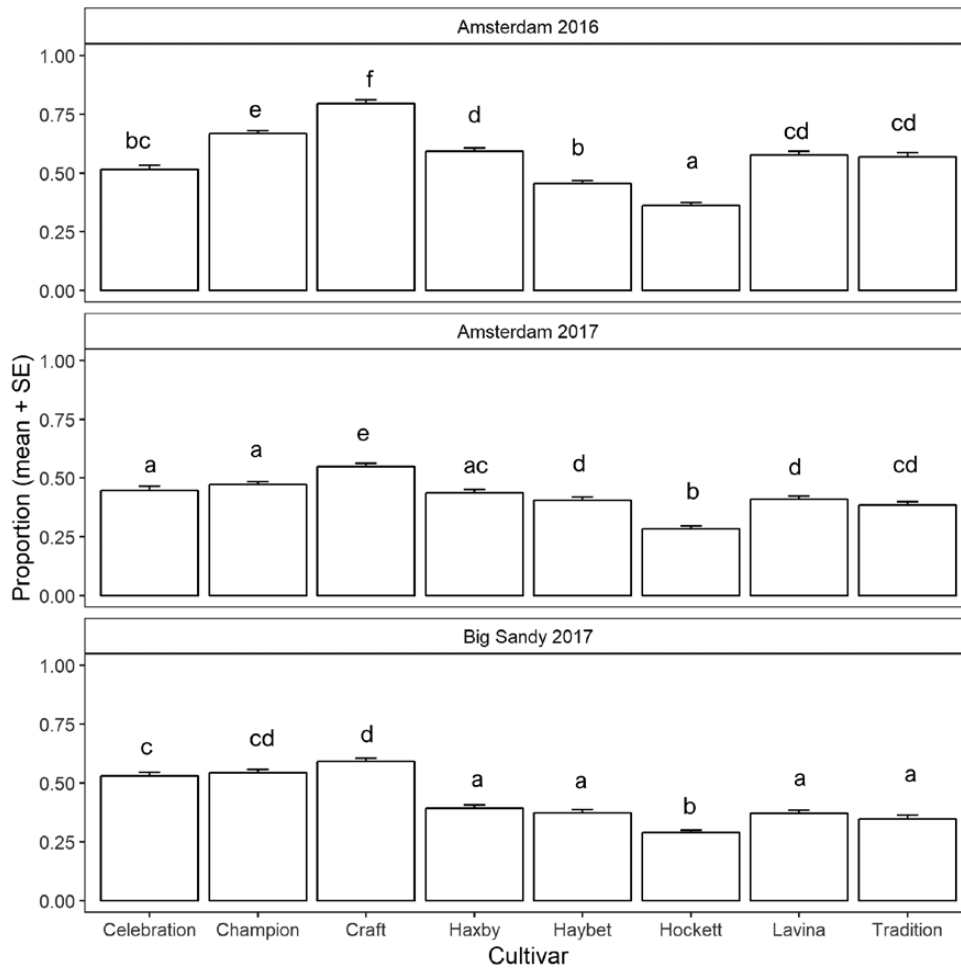 Amsterdam 2016
1.00
0.75
0.50
0.25
0.00
bc e f d b a cd cd
Amsterdam 2017
1.00
0.75
0.50
0.25
0.00
a a e ac d b d cd
Big Sandy 2017
1.00
0.75
0.50
0.25
0.00
c cd d a a b a a
Celebration Champion Craft Haxby Haybet Hockett Lavina Tradition
Cultivar
Proportion (mean + SE)